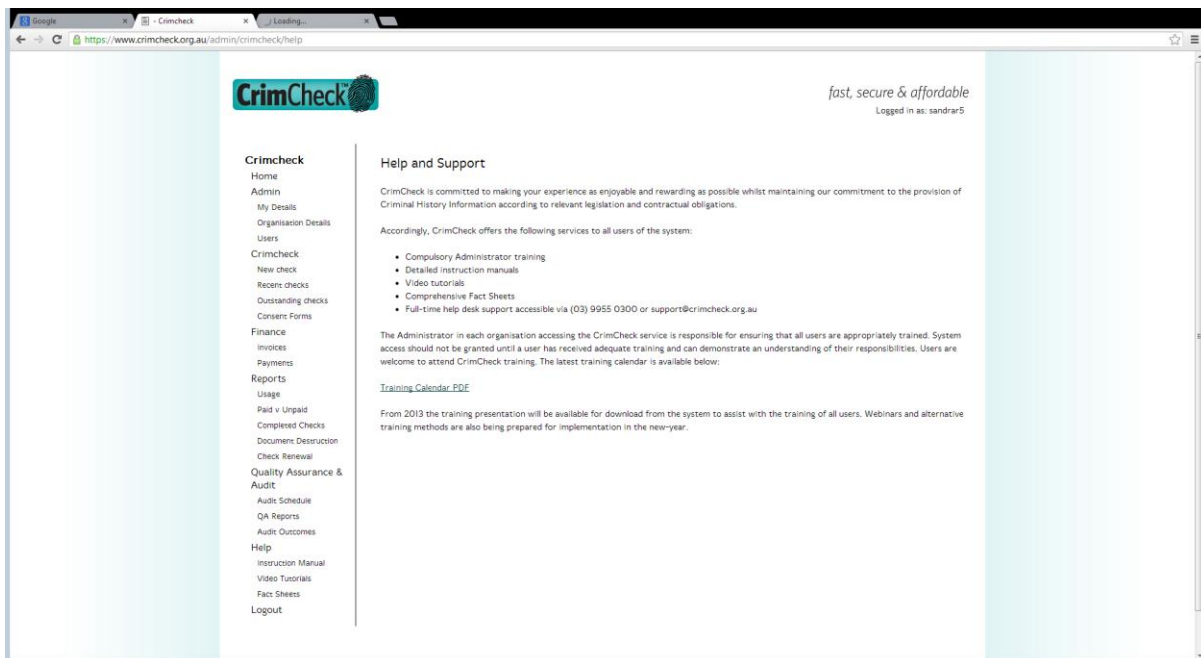 Google
- Crimcheck
Loading...
https://www.crimcheck.org.au/admin/crimcheck/help
CrimCheck™
fast, secure & affordable
Logged in as: sandrar5
Crimcheck
Home
Admin
My Details
Organisation Details
Users
Crimcheck
New check
Recent checks
Outstanding checks
Consent Forms
Finance
Invoices
Payments
Reports
Usage
Paid v Unpaid
Completed Checks
Document Destruction
Check Renewal
Quality Assurance &
Audit
Audit Schedule
QA Reports
Audit Outcomes
Help
Instruction Manual
Video Tutorials
Fact Sheets
Logout
Help and Support
CrimCheck is committed to making your experience as enjoyable and rewarding as possible whilst maintaining our commitment to the provision of
Criminal History Information according to relevant legislation and contractual obligations.
Accordingly, CrimCheck offers the following services to all users of the system:
• Compulsory Administrator training
• Detailed instruction manuals
• Video tutorials
• Comprehensive Fact Sheets
• Full-time help desk support accessible via (03) 9955 0300 or support@crimcheck.org.au
The Administrator in each organisation accessing the CrimCheck service is responsible for ensuring that all users are appropriately trained. System
access should not be granted until a user has received adequate training and can demonstrate an understanding of their responsibilities. Users are
welcome to attend CrimCheck training. The latest training calendar is available below:
Training Calendar PDF
From 2013 the training presentation will be available for download from the system to assist with the training of all users. Webinars and alternative
training methods are also being prepared for implementation in the new-year.